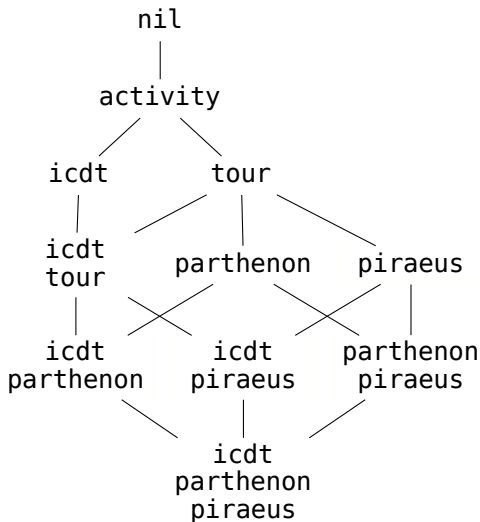 nil
activity
icdt
tour
icdt
tour
parthenon
piraeus
icdt
parthenon
icdt
piraeus
parthenon
piraeus
icdt
parthenon
piraeus